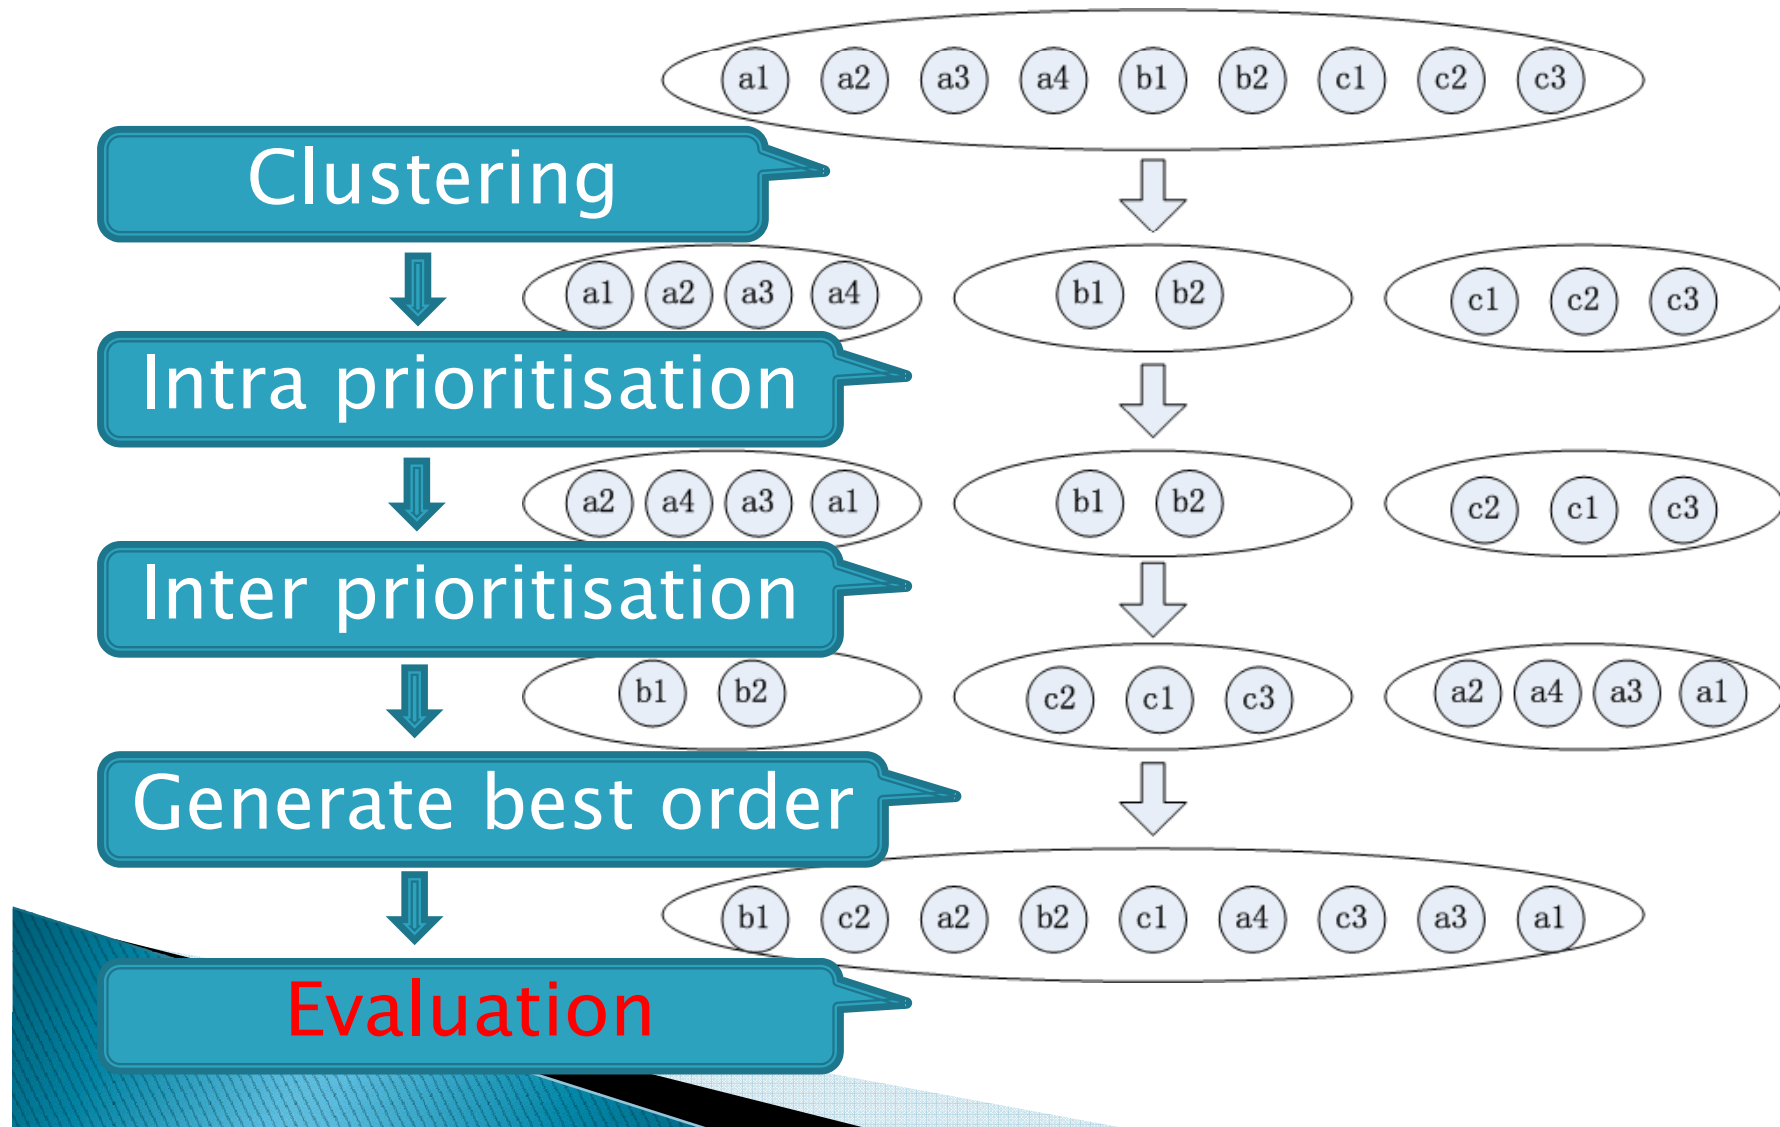 a1 a2 a3 a4 b1 b2 c1 c2 c3
Clustering
a1 a2 a3 a4 b1 b2 c1 c2 c3
Intra prioritisation
a2 a4 a3 a1 b1 b2 c2 c1 c3
Inter prioritisation
b1 b2 c2 c1 c3 a2 a4 a3 a1
Generate best order
b1 c2 a2 b2 c1 a4 c3 a3 a1
Evaluation